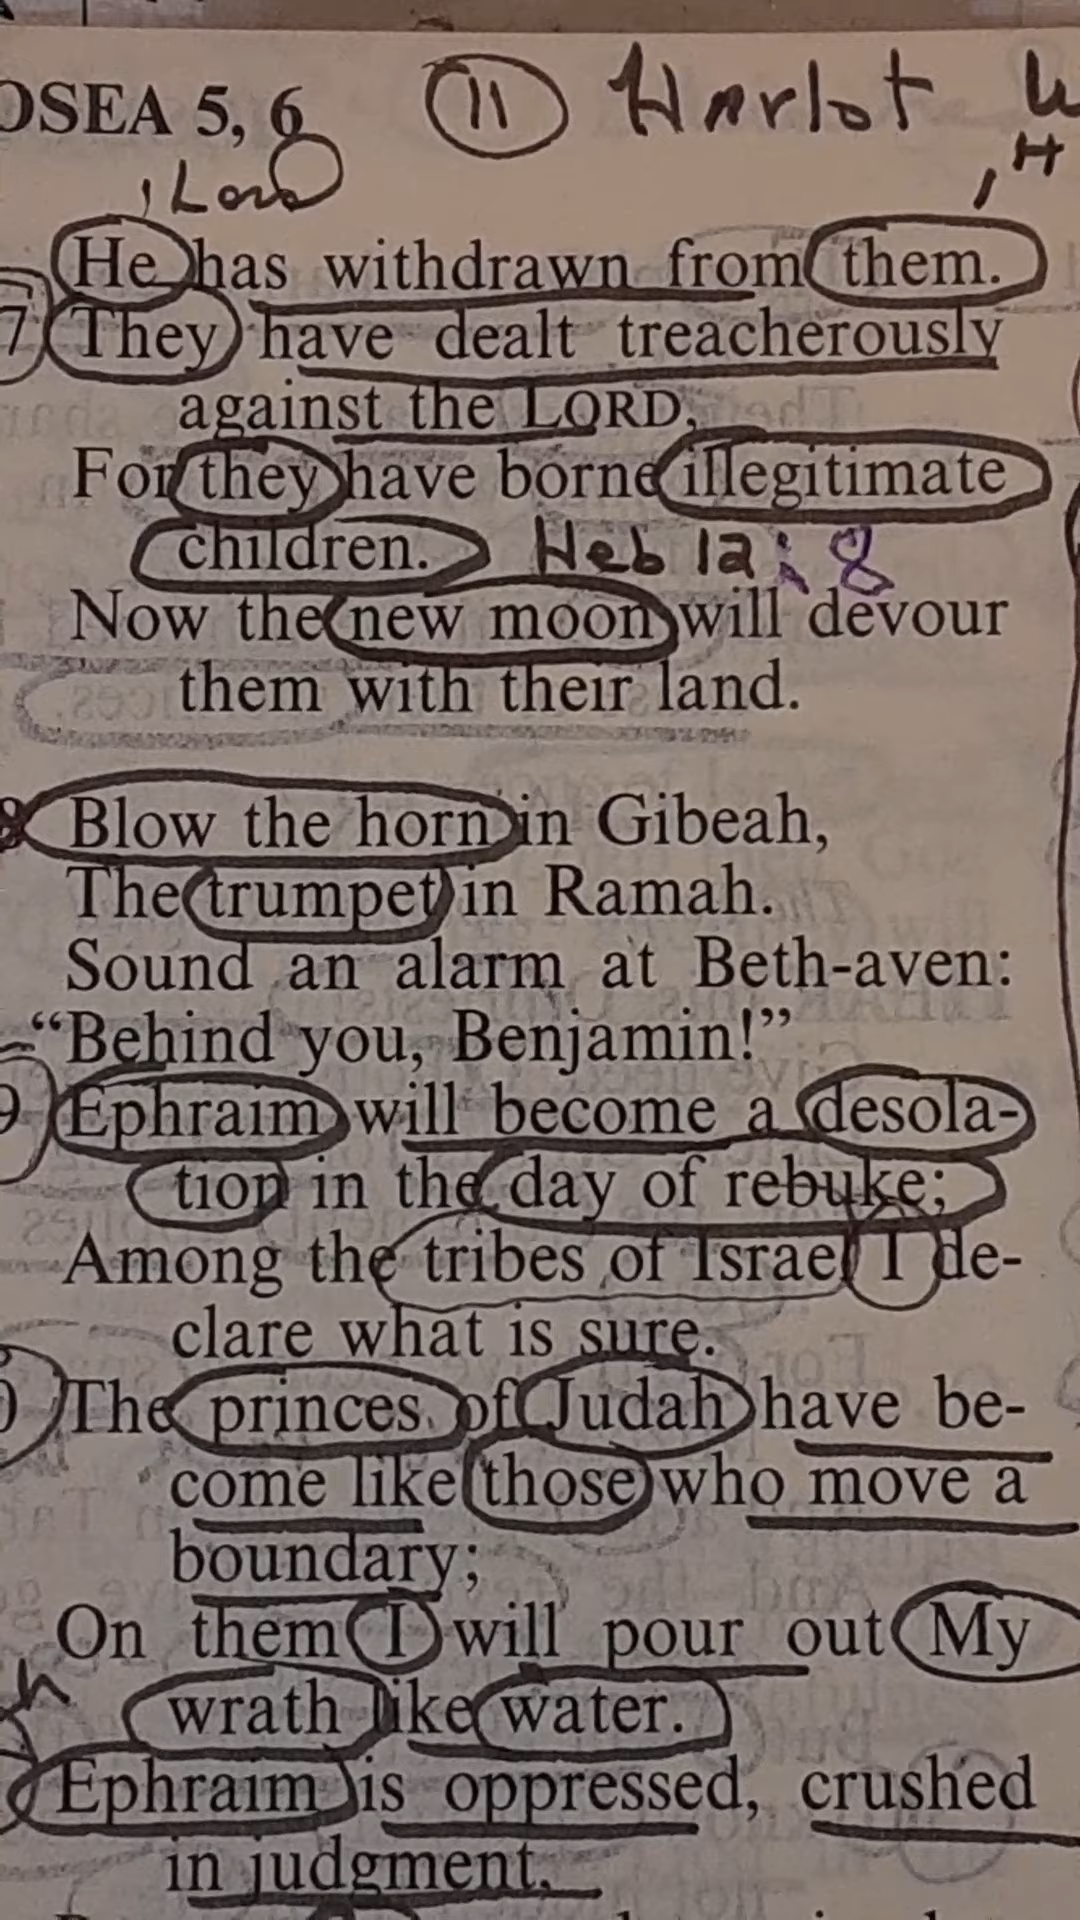 OSEA 5, 6 11 Harlot
Lord
He has withdrawn from them.
7 They have dealt treacherously
against the LORD,
For they have borne illegitimate
children. Heb 12:8
Now the new moon will devour
them with their land.
8 Blow the horn in Gibeah,
The trumpet in Ramah.
Sound an alarm at Beth-aven:
“Behind you, Benjamin!”
9 Ephraim will become a desola-
tion in the day of rebuke;
Among the tribes of Israel I de-
clare what is sure.
0 The princes of Judah have be-
come like those who move a
boundary;
On them I will pour out My
wrath like water.
Ephraim is oppressed, crushed
in judgment,